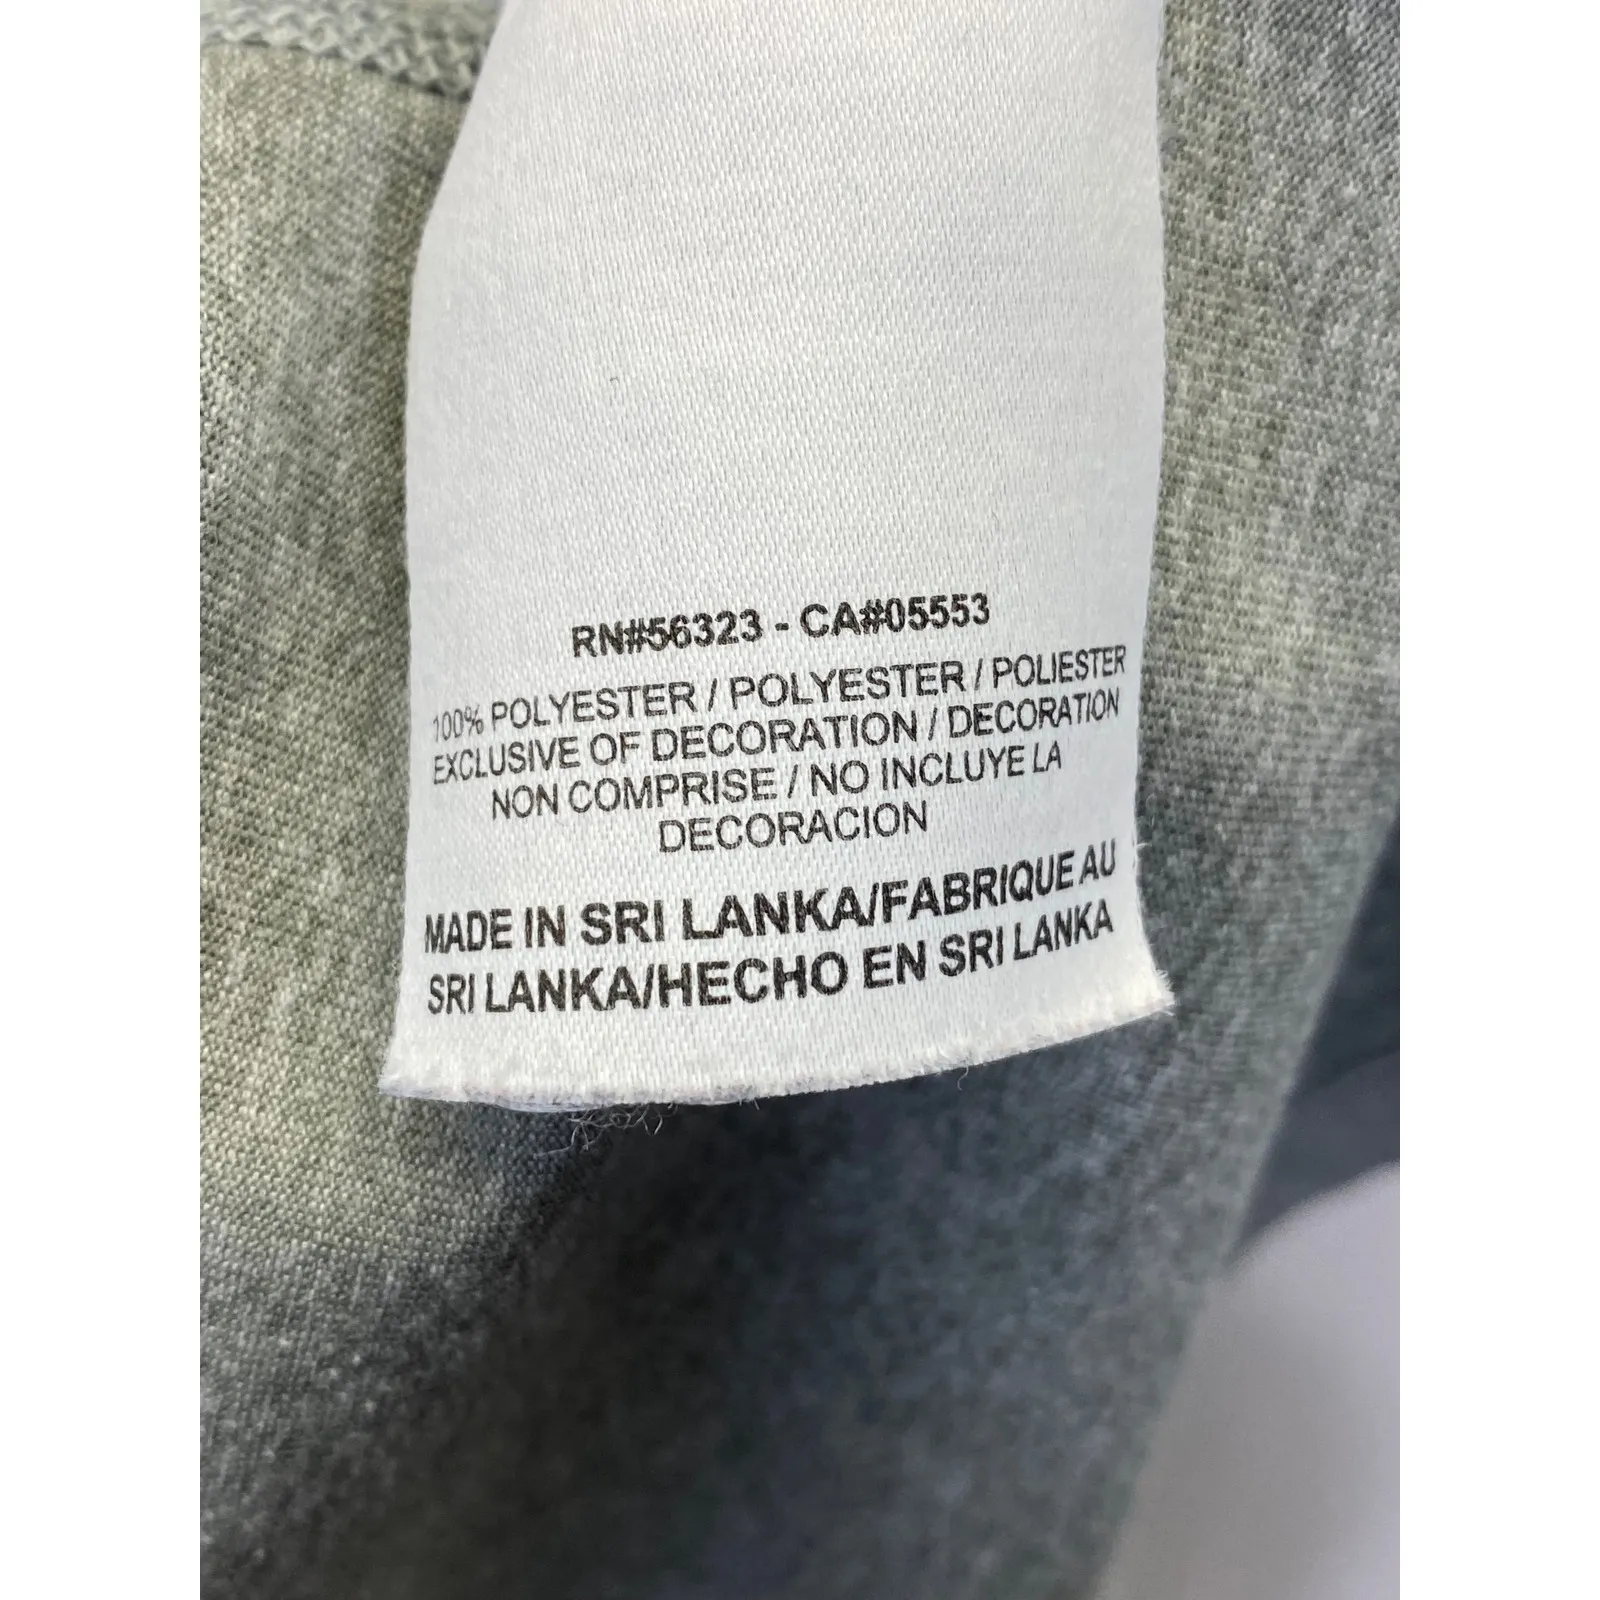 RN#56323 - CA#05553
100% POLYESTER / POLYESTER / POLIESTER
EXCLUSIVE OF DECORATION / DECORATION
NON COMPRISE / NO INCLUYE LA
DECORACION
MADE IN SRI LANKA/FABRIQUE AU
SRI LANKA/HECHO EN SRI LANKA